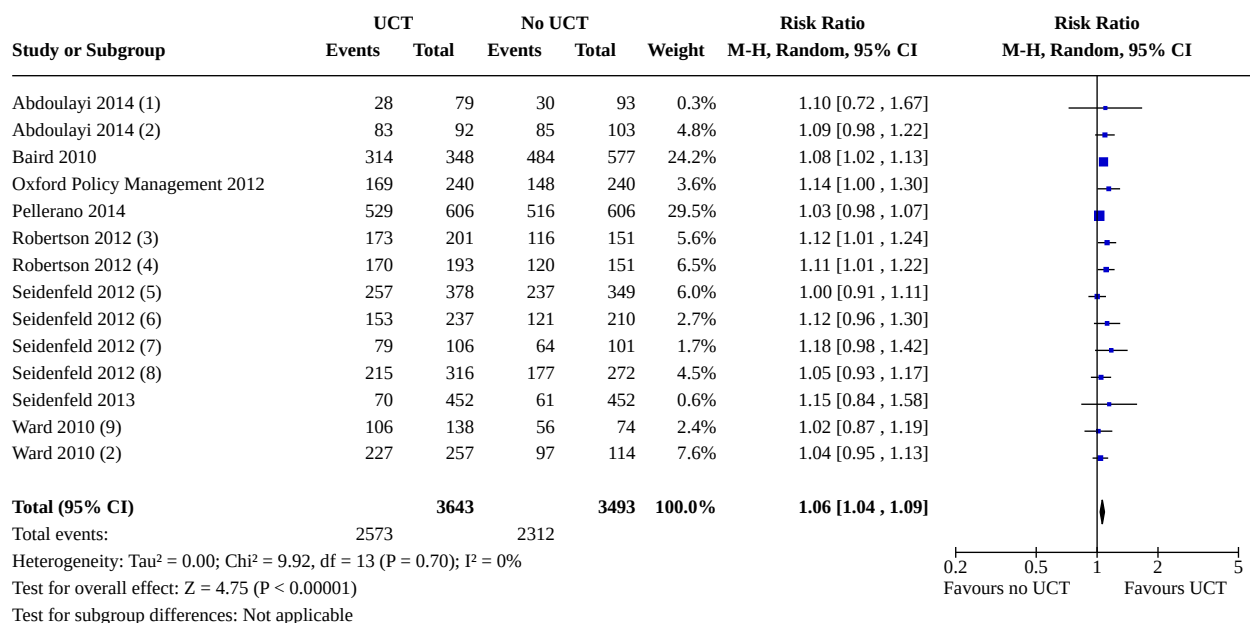 UCT No UCT Risk Ratio Risk Ratio
Study or Subgroup Events Total Events Total Weight M-H, Random, 95% CI M-H, Random, 95% CI
Abdoulayi 2014 (1) 28 79 30 93 0.3% 1.10 [0.72 , 1.67]
Abdoulayi 2014 (2) 83 92 85 103 4.8% 1.09 [0.98 , 1.22]
Baird 2010 314 348 484 577 24.2% 1.08 [1.02 , 1.13]
Oxford Policy Management 2012 169 240 148 240 3.6% 1.14 [1.00 , 1.30]
Pellerano 2014 529 606 516 606 29.5% 1.03 [0.98 , 1.07]
Robertson 2012 (3) 173 201 116 151 5.6% 1.12 [1.01 , 1.24]
Robertson 2012 (4) 170 193 120 151 6.5% 1.11 [1.01 , 1.22]
Seidenfeld 2012 (5) 257 378 237 349 6.0% 1.00 [0.91 , 1.11]
Seidenfeld 2012 (6) 153 237 121 210 2.7% 1.12 [0.96 , 1.30]
Seidenfeld 2012 (7) 79 106 64 101 1.7% 1.18 [0.98 , 1.42]
Seidenfeld 2012 (8) 215 316 177 272 4.5% 1.05 [0.93 , 1.17]
Seidenfeld 2013 70 452 61 452 0.6% 1.15 [0.84 , 1.58]
Ward 2010 (9) 106 138 56 74 2.4% 1.02 [0.87 , 1.19]
Ward 2010 (2) 227 257 97 114 7.6% 1.04 [0.95 , 1.13]
Total (95% CI) 3643 3493 100.0% 1.06 [1.04 , 1.09]
Total events: 2573 2312
Heterogeneity: Tau² = 0.00; Chi² = 9.92, df = 13 (P = 0.70); I² = 0%
Test for overall effect: Z = 4.75 (P < 0.00001)
Test for subgroup differences: Not applicable
0.2 0.5 1 2 5
Favours no UCT Favours UCT